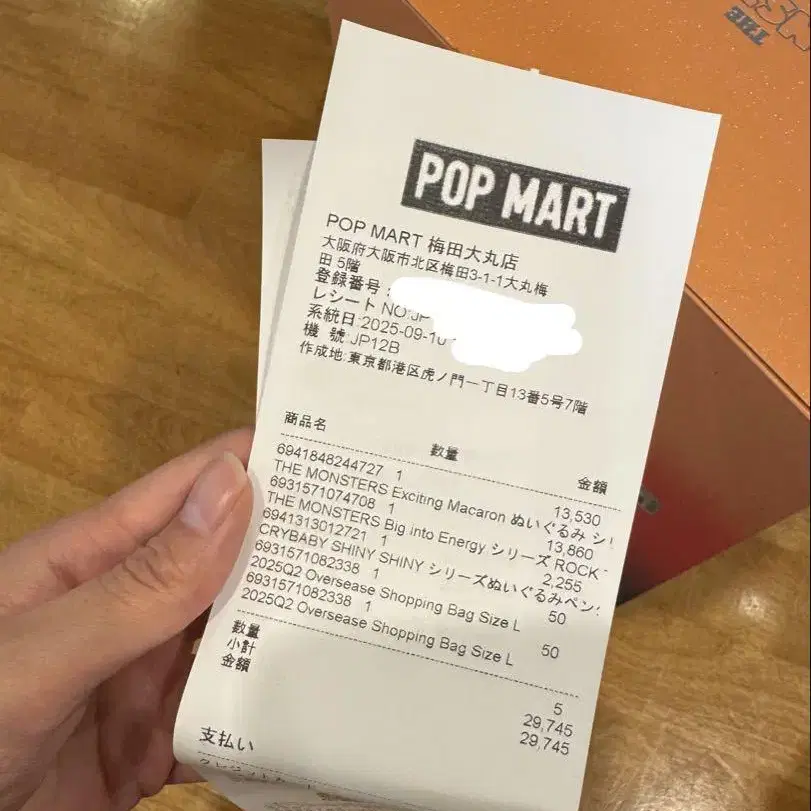 POP MART
POP MART 梅田大丸店
大阪府大阪市北区梅田3-1-1大丸梅
田 5階
登録番号
レシート NO:JP
系統日:2025-09-10
機 號:JP12B
作成地:東京都港区虎ノ門一丁目13番5号7階
商品名 数量 金額
6941848244727 1 13,530
THE MONSTERS Exciting Macaron ぬいぐるみ シ
6931571074708 1 13,860
THE MONSTERS Big into Energy シリーズ ROCK
6941313012721 1 2,255
CRYBABY SHINY SHINY シリーズぬいぐるみペン
6931571082338 1 50
2025Q2 Oversease Shopping Bag Size L
6931571082338 1 50
2025Q2 Oversease Shopping Bag Size L
数量 5
小計 29,745
金額 29,745
支払い
THE